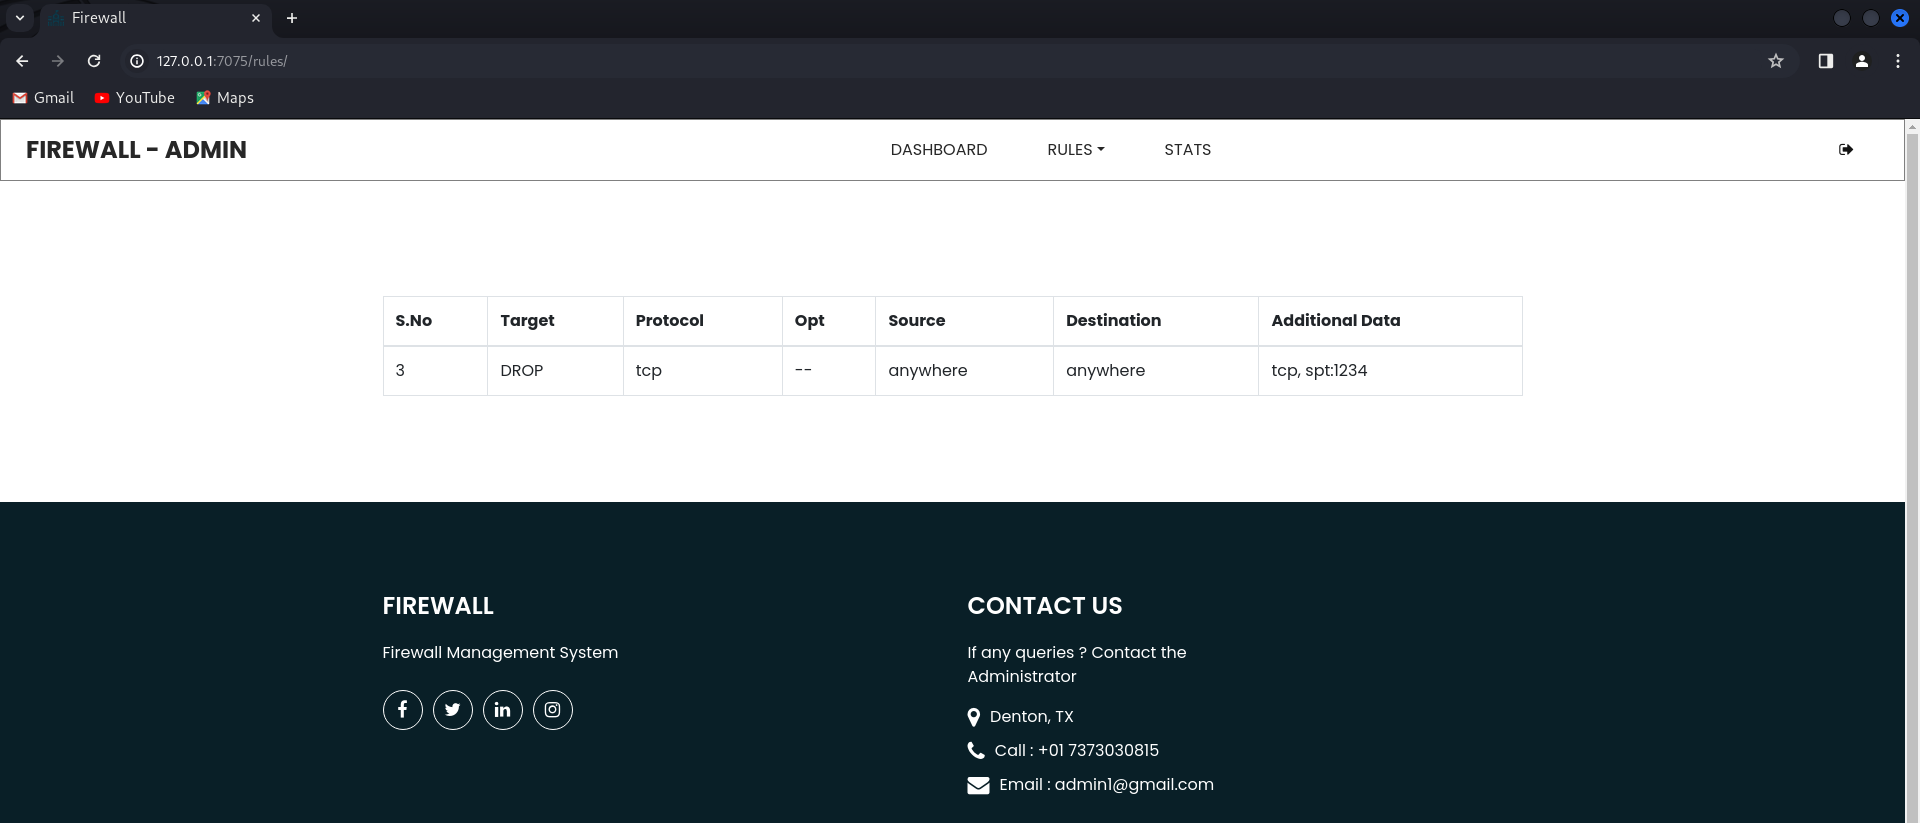 Firewall
127.0.0.1:7075/rules/
Gmail YouTube Maps
FIREWALL - ADMIN DASHBOARD RULES STATS
S.No Target Protocol Opt Source Destination Additional Data
3 DROP tcp -- anywhere anywhere tcp, spt:1234
FIREWALL
Firewall Management System
CONTACT US
If any queries ? Contact the
Administrator
Denton, TX
Call : +01 7373030815
Email : admin1@gmail.com